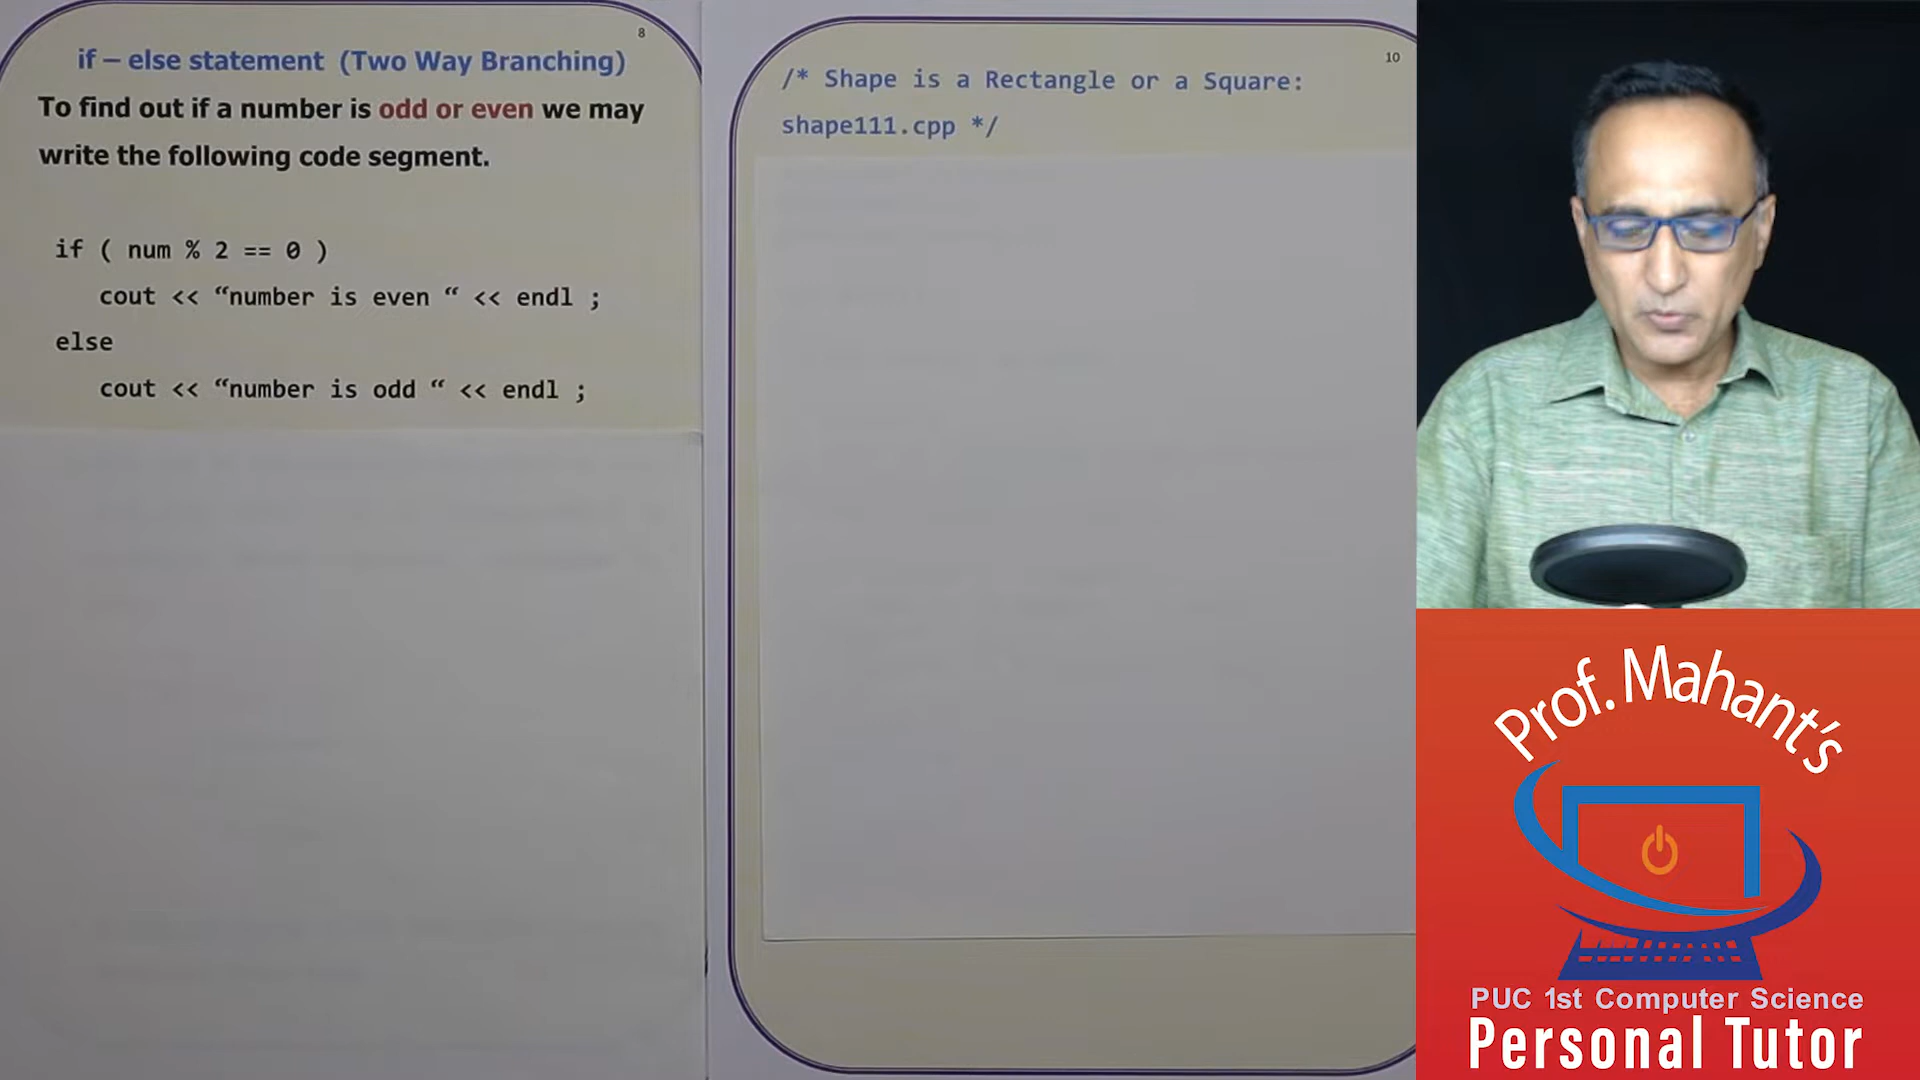 8
if – else statement (Two Way Branching)
To find out if a number is odd or even we may
write the following code segment.
if ( num % 2 == 0 )
cout << “number is even “ << endl ;
else
cout << “number is odd “ << endl ;
10
/* Shape is a Rectangle or a Square:
shape111.cpp */
Prof. Mahant’s
PUC 1st Computer Science
Personal Tutor